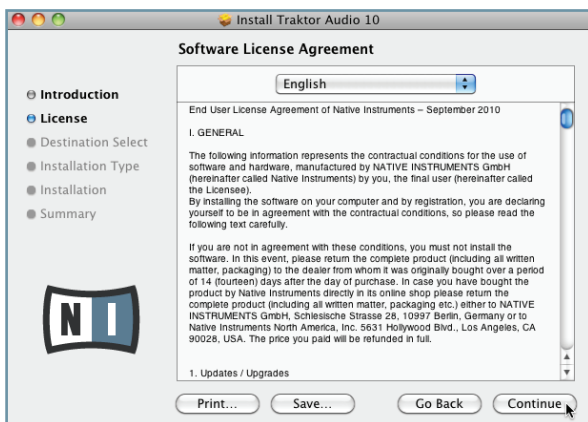 Install Traktor Audio 10
Software License Agreement
Introduction
License
Destination Select
Installation Type
Installation
Summary
NI
English
End User License Agreement of Native Instruments – September 2010
I. GENERAL
The following information represents the contractual conditions for the use of
software and hardware, manufactured by NATIVE INSTRUMENTS GmbH
(hereinafter called Native Instruments) by you, the final user (hereinafter called
the Licensee).
By installing the software on your computer and by registration, you are declaring
yourself to be in agreement with the contractual conditions, so please read the
following text carefully.
If you are not in agreement with these conditions, you must not install the
software. In this event, please return the complete product (including all written
matter, packaging) to the dealer from whom it was originally bought over a period
of 14 (fourteen) days after the day of purchase. In case you have bought the
product by Native Instruments directly in its online shop please return the
complete product (including all written matter, packaging etc.) either to NATIVE
INSTRUMENTS GmbH, Schlesische Strasse 28, 10997 Berlin, Germany or to
Native Instruments North America, Inc. 5631 Hollywood Blvd., Los Angeles, CA
90028, USA. The price you paid will be refunded in full.
1. Updates / Upgrades
Print... Save... Go Back Continue